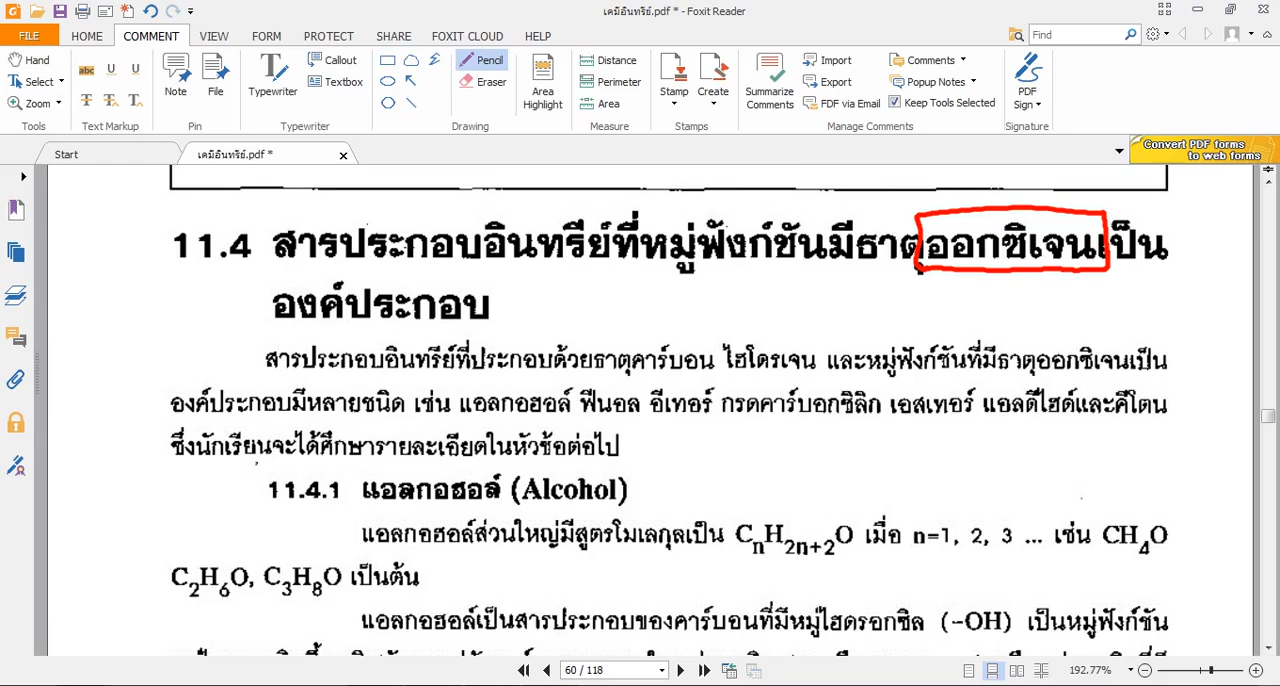 เคมีอินทรีย์.pdf * - Foxit Reader
FILE HOME COMMENT VIEW FORM PROTECT SHARE FOXIT CLOUD HELP
Find
Hand
Select
Zoom
Tools
abc U U
T T T
Text Markup
Note
File
Pin
Typewriter
Callout
Textbox
Typewriter
Pencil
Eraser
Area Highlight
Drawing
Distance
Perimeter
Area
Measure
Stamp
Create
Stamps
Summarize Comments
Import
Export
FDF via Email
Comments
Popup Notes
Keep Tools Selected
Manage Comments
PDF Sign
Signature
Start
เคมีอินทรีย์.pdf *
Convert PDF forms
to web forms
11.4 สารประกอบอินทรีย์ที่หมู่ฟังก์ชันมีธาตุออกซิเจนเป็น
องค์ประกอบ
สารประกอบอินทรีย์ที่ประกอบด้วยธาตุคาร์บอน ไฮโดรเจน และหมู่ฟังก์ชันที่มีธาตุออกซิเจนเป็น
องค์ประกอบมีหลายชนิด เช่น แอลกอฮอล์ ฟีนอล อีเทอร์ กรดคาร์บอกซิลิก เอสเทอร์ แอลดีไฮด์และคีโตน
ซึ่งนักเรียนจะได้ศึกษารายละเอียดในหัวข้อต่อไป
11.4.1 แอลกอฮอล์ (Alcohol)
แอลกอฮอล์ส่วนใหญ่มีสูตรโมเลกุลเป็น CnH2n+2O เมื่อ n=1, 2, 3 ... เช่น CH4O
C2H6O, C3H8O เป็นต้น
แอลกอฮอล์เป็นสารประกอบของคาร์บอนที่มีหมู่ไฮดรอกซิล (-OH) เป็นหมู่ฟังก์ชัน
60 / 118
192.77%